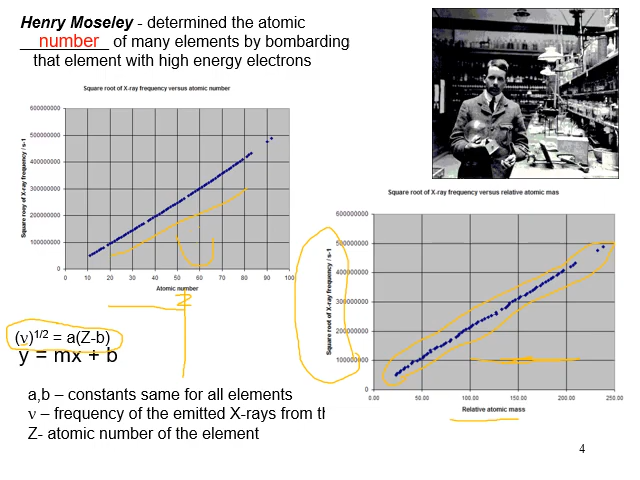 Henry Moseley - determined the atomic
number of many elements by bombarding
that element with high energy electrons
Square root of X-ray frequency versus atomic number
Square rooy of X-ray frequency / s-1
600000000
500000000
400000000
300000000
200000000
100000000
0
0 10 20 30 40 50 60 70 80 90 100
Atomic number
Z
Square root of X-ray frequency versus relative atomic mas
Square root of X-ray frequency / s-1
600000000
500000000
400000000
300000000
200000000
100000000
0
0.00 50.00 100.00 150.00 200.00 250.00
Relative atomic mass
(ν)1/2 = a(Z-b)
y = mx + b
a,b – constants same for all elements
ν – frequency of the emitted X-rays from th
Z- atomic number of the element
4